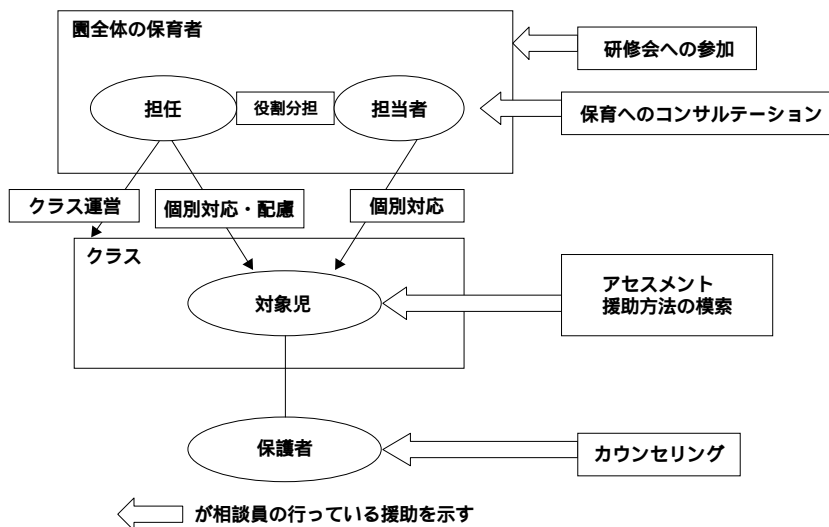 園全体の保育者
研修会への参加
担任
役割分担
担当者
保育へのコンサルテーション
クラス運営
個別対応・配慮
個別対応
クラス
対象児
アセスメント
援助方法の模索
保護者
カウンセリング
が相談員の行っている援助を示す